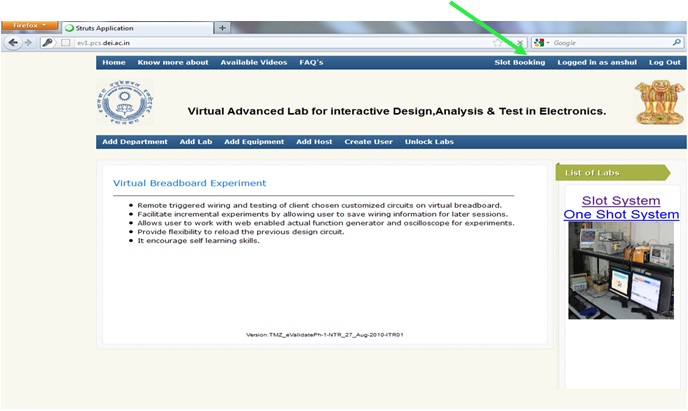 Firefox
Struts Application
ev1.pcs.dei.ac.in
Google
Home Know more about Available Videos FAQ's Slot Booking Logged in as anshul Log Out
Virtual Advanced Lab for interactive Design,Analysis & Test in Electronics.
Add Department Add Lab Add Equipment Add Host Create User Unlock Labs
Virtual Breadboard Experiment
Remote triggered wiring and testing of client chosen customized circuits on virtual breadboard.
Facilitate incremental experiments by allowing user to save wiring information for later sessions.
Allows user to work with web enabled actual function generator and oscilloscope for experiments.
Provide flexibility to reload the previous design circuit.
It encourage self learning skills.
Version:TMZ_eValidatePh-1-NTR_27_Aug-2010-ITR01
List of Labs
Slot System
One Shot System